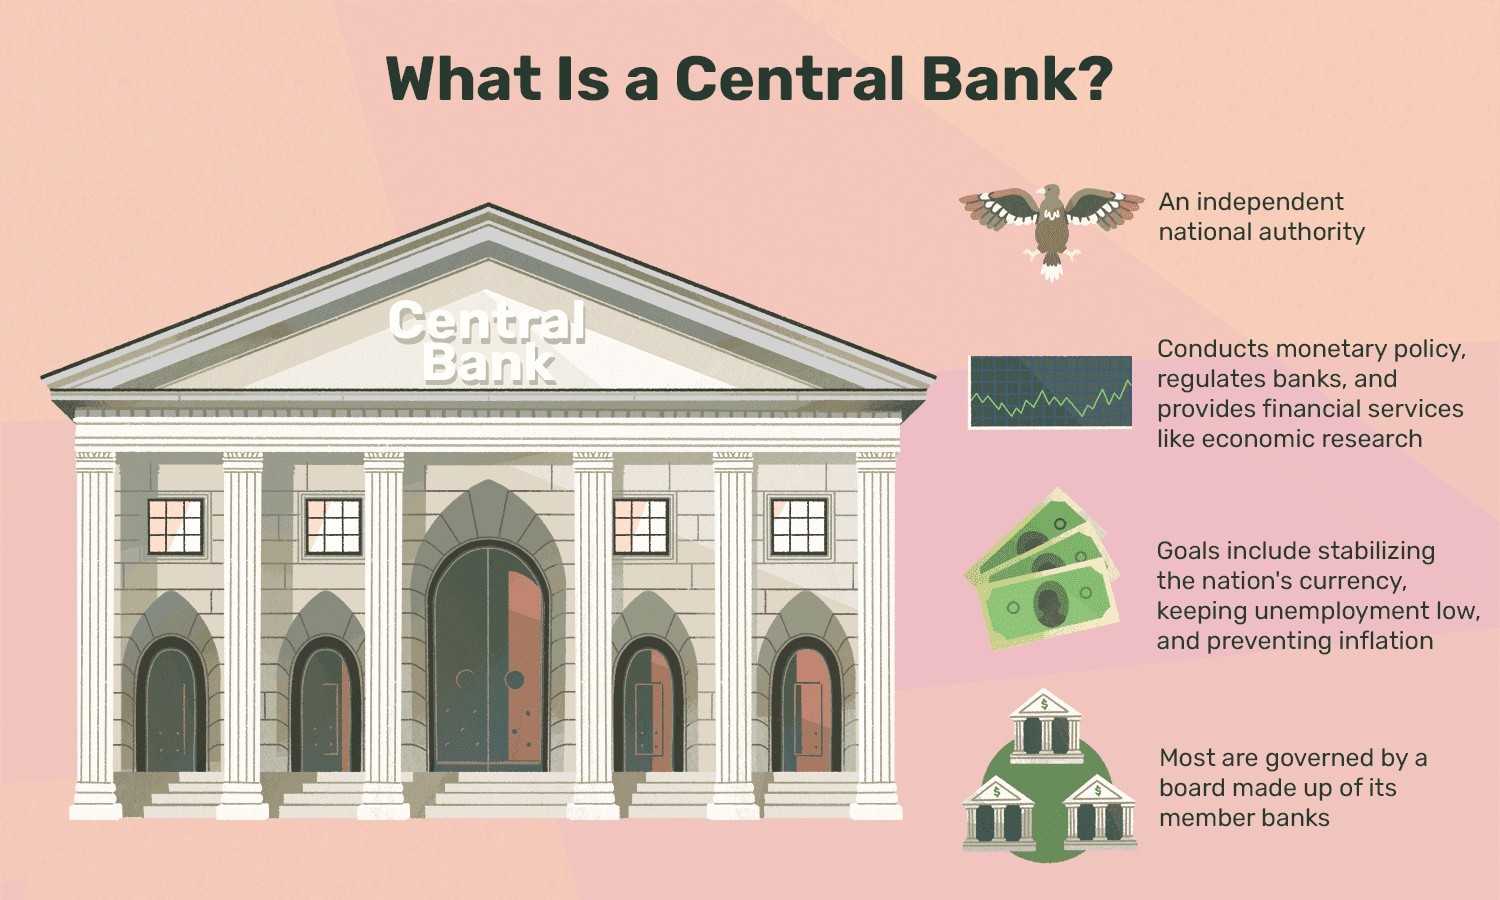 What Is a Central Bank?
Central
Bank
An independent
national authority
Conducts monetary policy,
regulates banks, and
provides financial services
like economic research
Goals include stabilizing
the nation's currency,
keeping unemployment low,
and preventing inflation
$
$
$
Most are governed by a
board made up of its
member banks